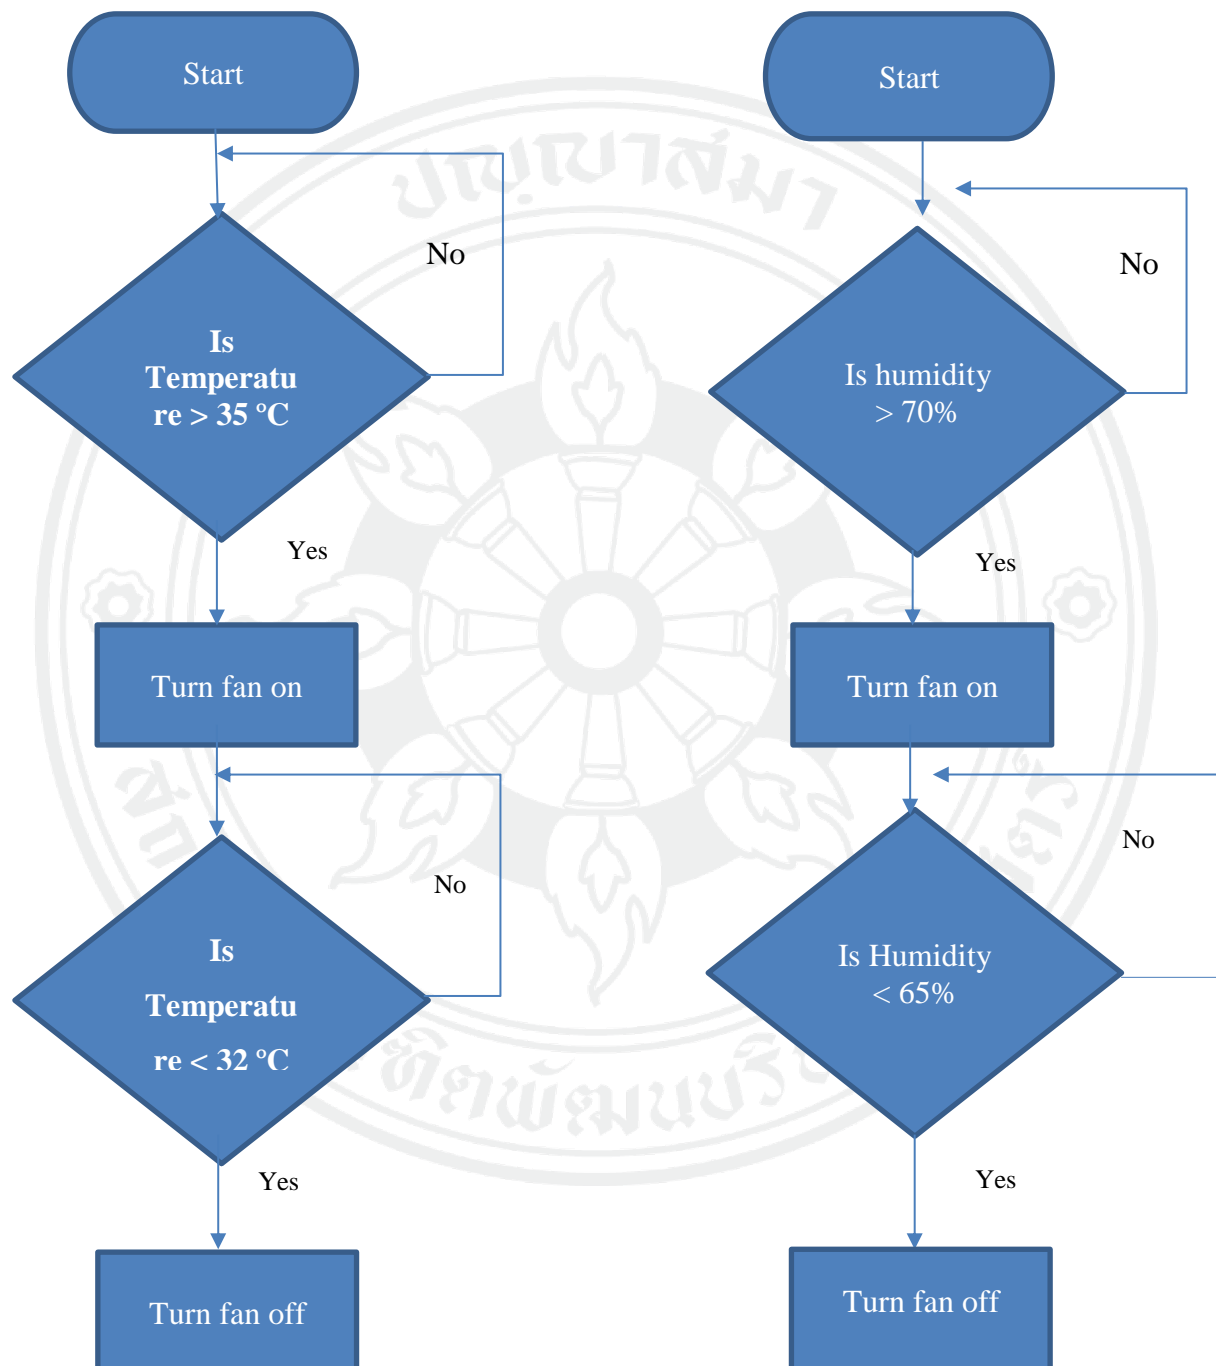 Start
No
Is
Temperatu
re > 35 °C
Yes
Turn fan on
No
Is
Temperatu
re < 32 °C
Yes
Turn fan off
Start
No
Is humidity
> 70%
Yes
Turn fan on
No
Is Humidity
< 65%
Yes
Turn fan off